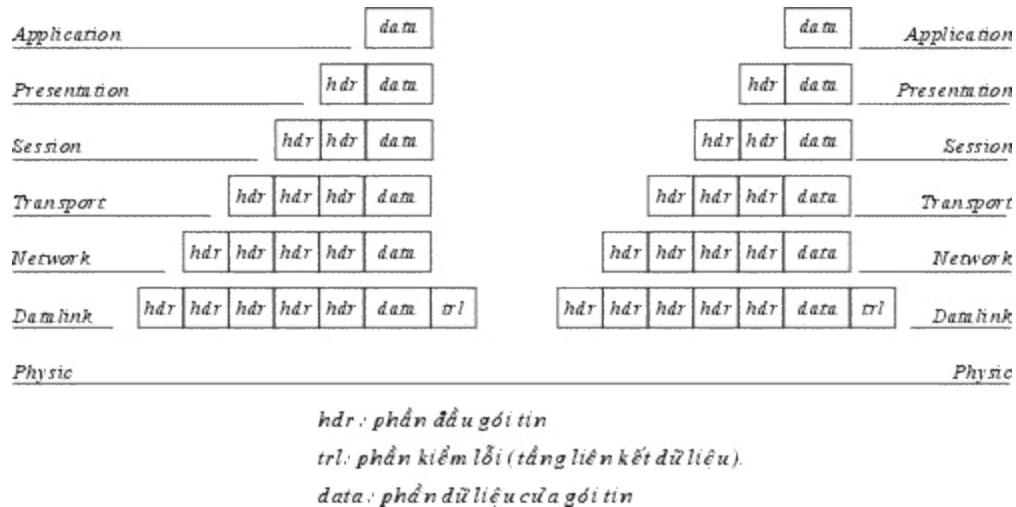 Application data data Application
Presentation hdr data hdr data Presentation
Session hdr hdr data hdr hdr data Session
Transport hdr hdr hdr data hdr hdr hdr data Transport
Network hdr hdr hdr hdr data hdr hdr hdr hdr data Network
Datalink hdr hdr hdr hdr hdr data trl hdr hdr hdr hdr hdr data trl Datalink
Physic Physic
hdr : phần đầu gói tin
trl: phần kiểm lỗi (tầng liên kết dữ liệu).
data : phần dữ liệu của gói tin